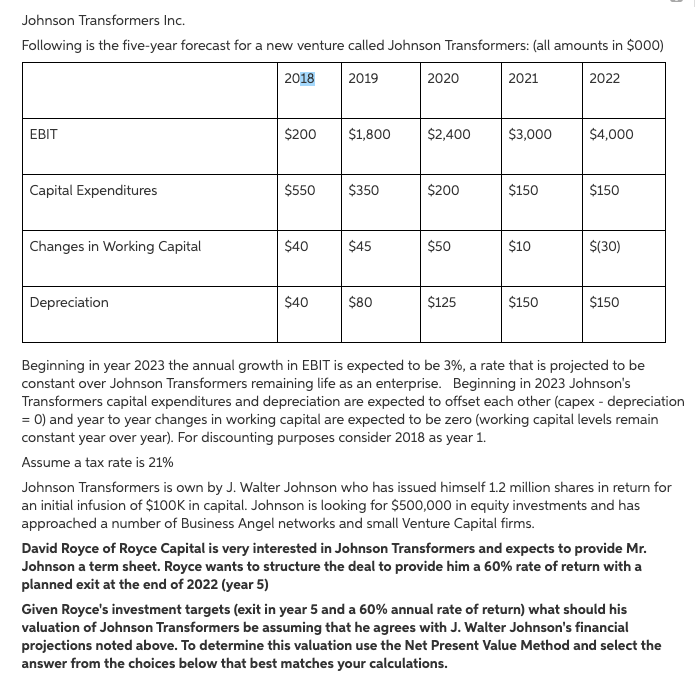 Johnson Transformers Inc.
Following is the five-year forecast for a new venture called Johnson Transformers: (all amounts in $000)
2018 2019 2020 2021 2022
EBIT $200 $1,800 $2,400 $3,000 $4,000
Capital Expenditures $550 $350 $200 $150 $150
Changes in Working Capital $40 $45 $50 $10 $(30)
Depreciation $40 $80 $125 $150 $150
Beginning in year 2023 the annual growth in EBIT is expected to be 3%, a rate that is projected to be
constant over Johnson Transformers remaining life as an enterprise. Beginning in 2023 Johnson's
Transformers capital expenditures and depreciation are expected to offset each other (capex - depreciation
= 0) and year to year changes in working capital are expected to be zero (working capital levels remain
constant year over year). For discounting purposes consider 2018 as year 1.
Assume a tax rate is 21%
Johnson Transformers is own by J. Walter Johnson who has issued himself 1.2 million shares in return for
an initial infusion of $100K in capital. Johnson is looking for $500,000 in equity investments and has
approached a number of Business Angel networks and small Venture Capital firms.
David Royce of Royce Capital is very interested in Johnson Transformers and expects to provide Mr.
Johnson a term sheet. Royce wants to structure the deal to provide him a 60% rate of return with a
planned exit at the end of 2022 (year 5)
Given Royce's investment targets (exit in year 5 and a 60% annual rate of return) what should his
valuation of Johnson Transformers be assuming that he agrees with J. Walter Johnson's financial
projections noted above. To determine this valuation use the Net Present Value Method and select the
answer from the choices below that best matches your calculations.